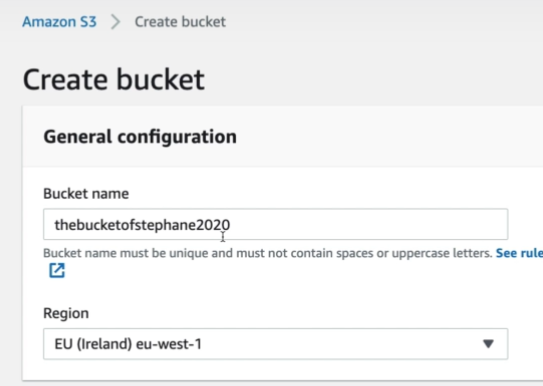 Amazon S3 > Create bucket
Create bucket
General configuration
Bucket name
thebucketofstephane2020
Bucket name must be unique and must not contain spaces or uppercase letters. See rule
Region
EU (Ireland) eu-west-1